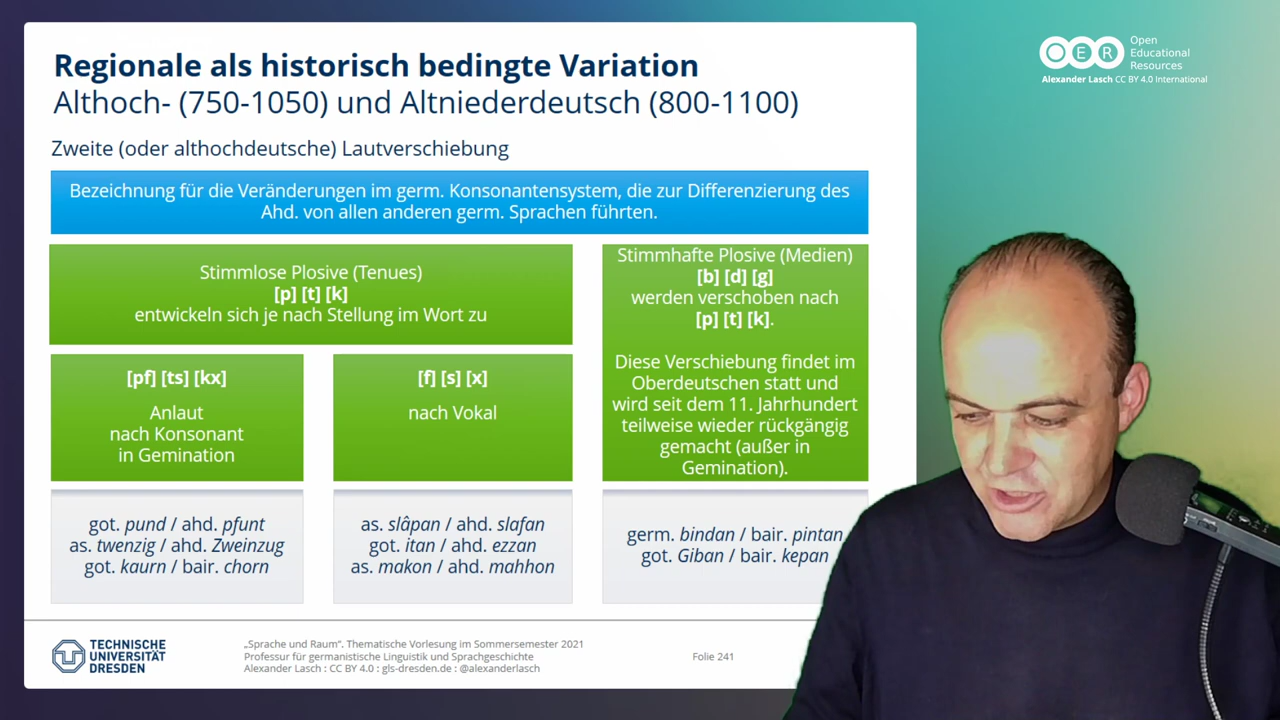 Regionale als historisch bedingte Variation
Althoch- (750-1050) und Altniederdeutsch (800-1100)
Zweite (oder althochdeutsche) Lautverschiebung
Bezeichnung für die Veränderungen im germ. Konsonantensystem, die zur Differenzierung des
Ahd. von allen anderen germ. Sprachen führten.
Stimmlose Plosive (Tenues)
[p] [t] [k]
entwickeln sich je nach Stellung im Wort zu
[pf] [ts] [kx]
Anlaut
nach Konsonant
in Gemination
[f] [s] [x]
nach Vokal
Stimmhafte Plosive (Medien)
[b] [d] [g]
werden verschoben nach
[p] [t] [k].
Diese Verschiebung findet im
Oberdeutschen statt und
wird seit dem 11. Jahrhundert
teilweise wieder rückgängig
gemacht (außer in
Gemination).
got. pund / ahd. pfunt
as. twenzig / ahd. Zweinzug
got. kaurn / bair. chorn
as. slâpan / ahd. slafan
got. itan / ahd. ezzan
as. makon / ahd. mahhon
germ. bindan / bair. pintan
got. Giban / bair. kepan
TECHNISCHE
UNIVERSITÄT
DRESDEN
„Sprache und Raum“. Thematische Vorlesung im Sommersemester 2021
Professur für germanistische Linguistik und Sprachgeschichte
Alexander Lasch : CC BY 4.0 : gls-dresden.de : @alexanderlasch
Folie 241
OER
Open
Educational
Resources
Alexander Lasch CC BY 4.0 International